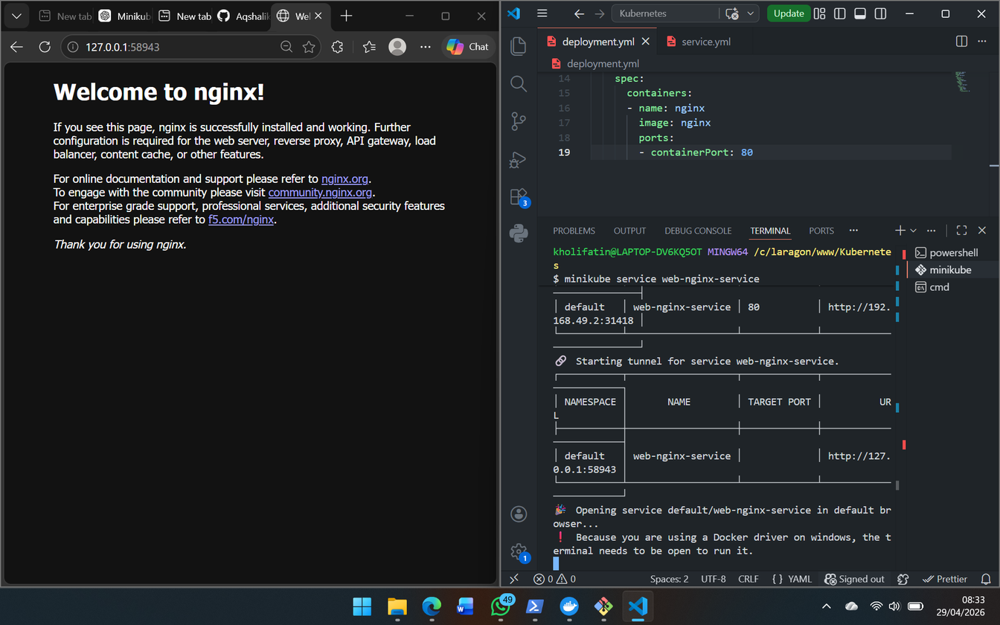 New tab
Minikub
New tab
Aqshalik
Wel
127.0.0.1:58943
Chat
Welcome to nginx!
If you see this page, nginx is successfully installed and working. Further
configuration is required for the web server, reverse proxy, API gateway, load
balancer, content cache, or other features.
For online documentation and support please refer to nginx.org.
To engage with the community please visit community.nginx.org.
For enterprise grade support, professional services, additional security features
and capabilities please refer to f5.com/nginx.
Thank you for using nginx.
Kubernetes
Update
deployment.yml
service.yml
deployment.yml
14 spec:
15 containers:
16 - name: nginx
17 image: nginx
18 ports:
19 - containerPort: 80
3
1
PROBLEMS OUTPUT DEBUG CONSOLE TERMINAL PORTS
powershell
minikube
cmd
kholifatin@LAPTOP-DV6KQ5OT MINGW64 /c/laragon/www/Kubernete
s
$ minikube service web-nginx-service
default web-nginx-service 80 http://192.
168.49.2:31418
Starting tunnel for service web-nginx-service.
NAMESPACE NAME TARGET PORT UR
L
default web-nginx-service http://127.
0.0.1:58943
Opening service default/web-nginx-service in default br
owser...
Because you are using a Docker driver on windows, the t
erminal needs to be open to run it.
0 0 Spaces: 2 UTF-8 CRLF { } YAML Signed out Prettier
49
08:33
29/04/2026